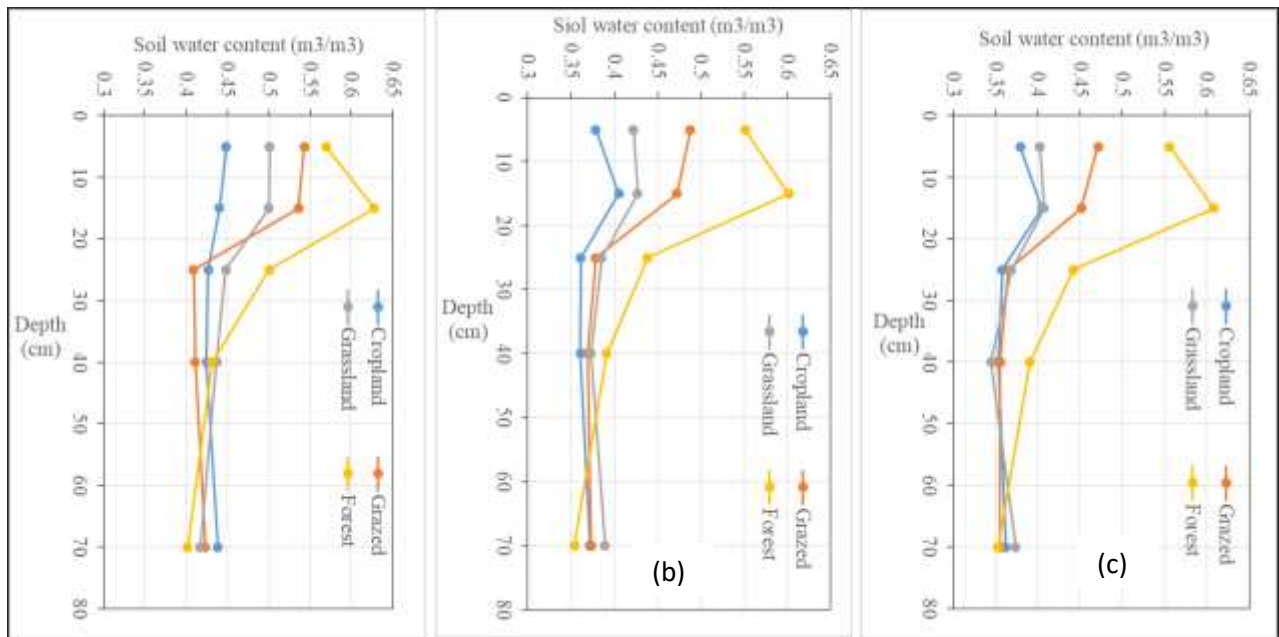 Soil water content (m3/m3)
0.3 0.35 0.4 0.45 0.5 0.55 0.6 0.65
0
10
20
30
40
50
60
70
80
Depth
(cm)
Cropland
Grassland
Grazed
Forest
Siol water content (m3/m3)
0.3 0.35 0.4 0.45 0.5 0.55 0.6 0.65
0
10
20
30
40
50
60
70
80
Depth
(cm)
Cropland
Grassland
Grazed
Forest
(b)
Soil water content (m3/m3)
0.3 0.35 0.4 0.45 0.5 0.55 0.6 0.65
0
10
20
30
40
50
60
70
80
Depth
(cm)
Cropland
Grassland
Grazed
Forest
(c)